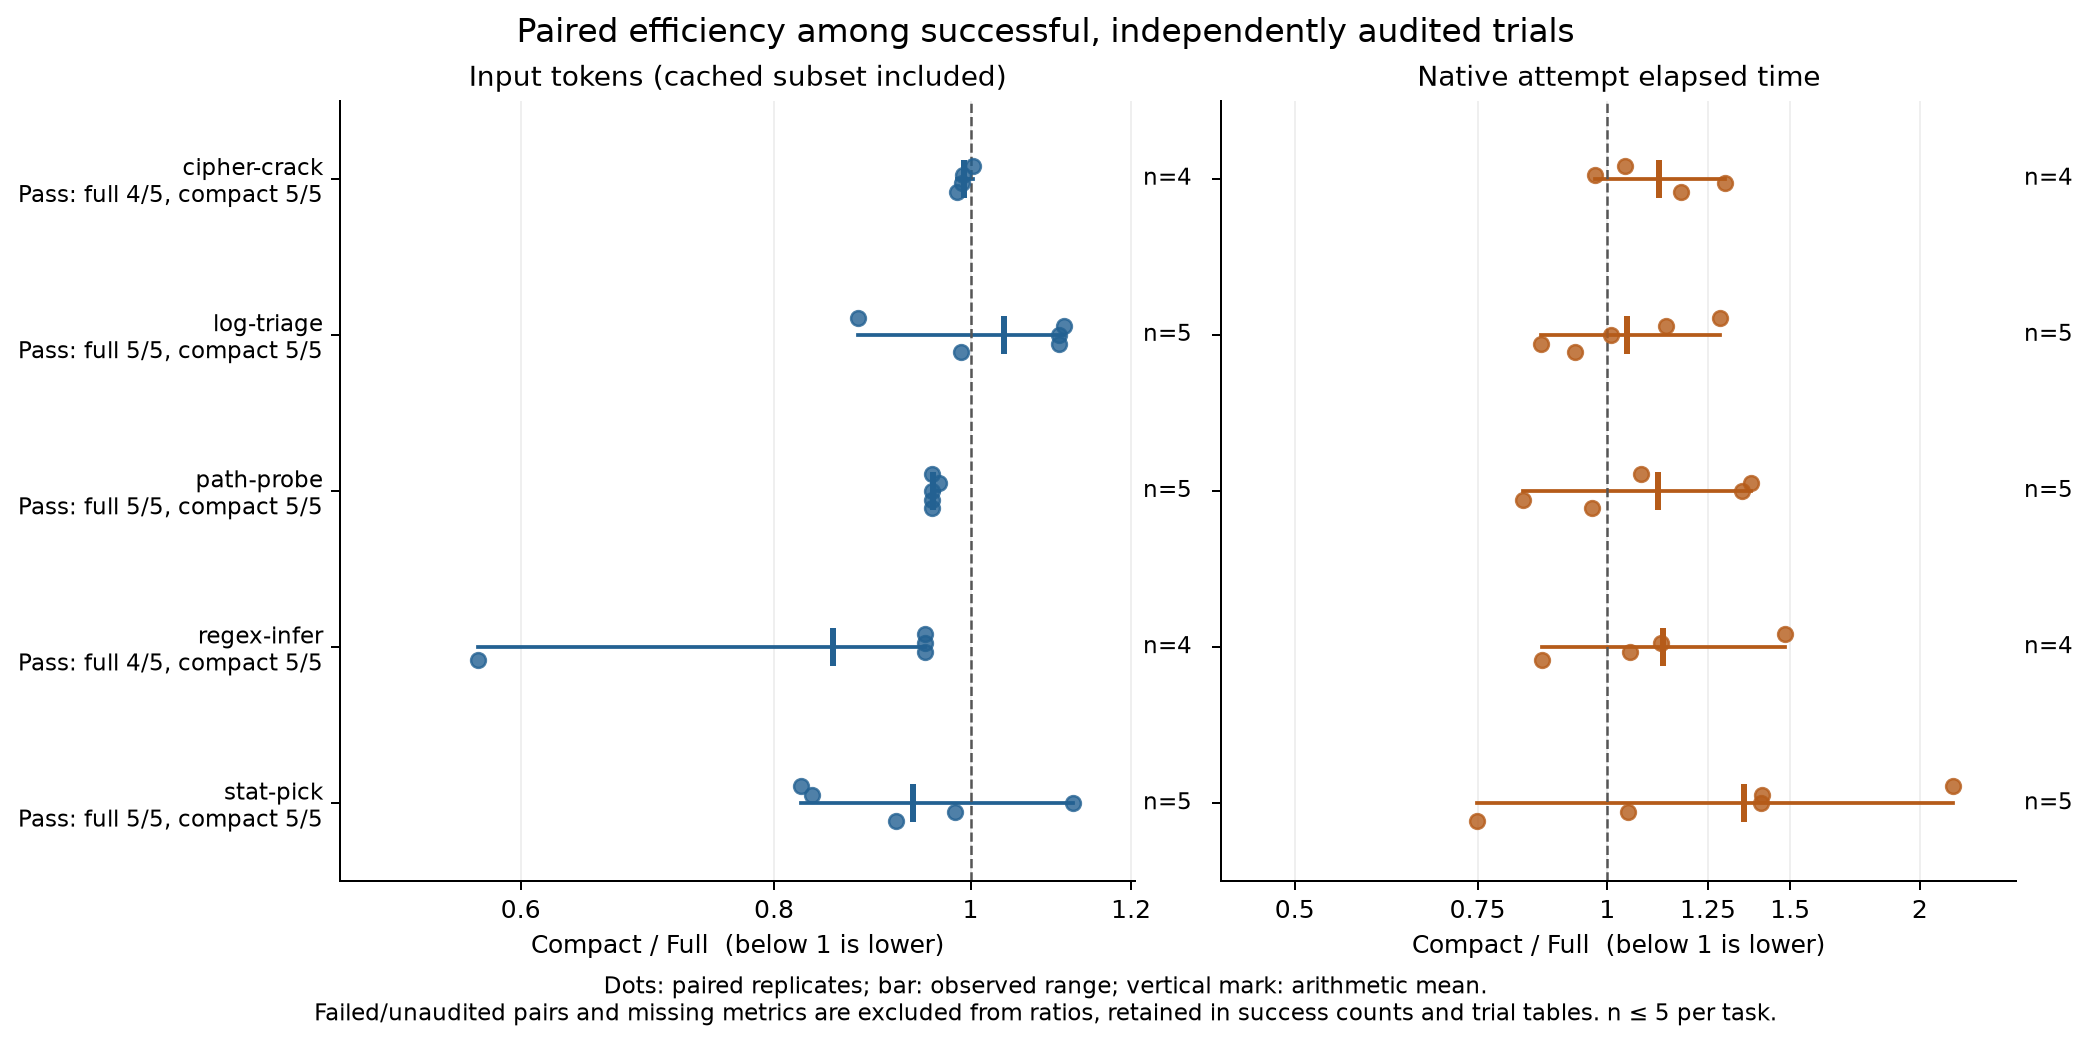 Paired efficiency among successful, independently audited trials
Input tokens (cached subset included)
Native attempt elapsed time
cipher-crack
Pass: full 4/5, compact 5/5
n=4
n=4
log-triage
Pass: full 5/5, compact 5/5
n=5
n=5
path-probe
Pass: full 5/5, compact 5/5
n=5
n=5
regex-infer
Pass: full 4/5, compact 5/5
n=4
n=4
stat-pick
Pass: full 5/5, compact 5/5
n=5
n=5
0.6 0.8 1 1.2
0.5 0.75 1 1.25 1.5 2
Compact / Full (below 1 is lower)
Compact / Full (below 1 is lower)
Dots: paired replicates; bar: observed range; vertical mark: arithmetic mean.
Failed/unaudited pairs and missing metrics are excluded from ratios, retained in success counts and trial tables. n ≤ 5 per task.